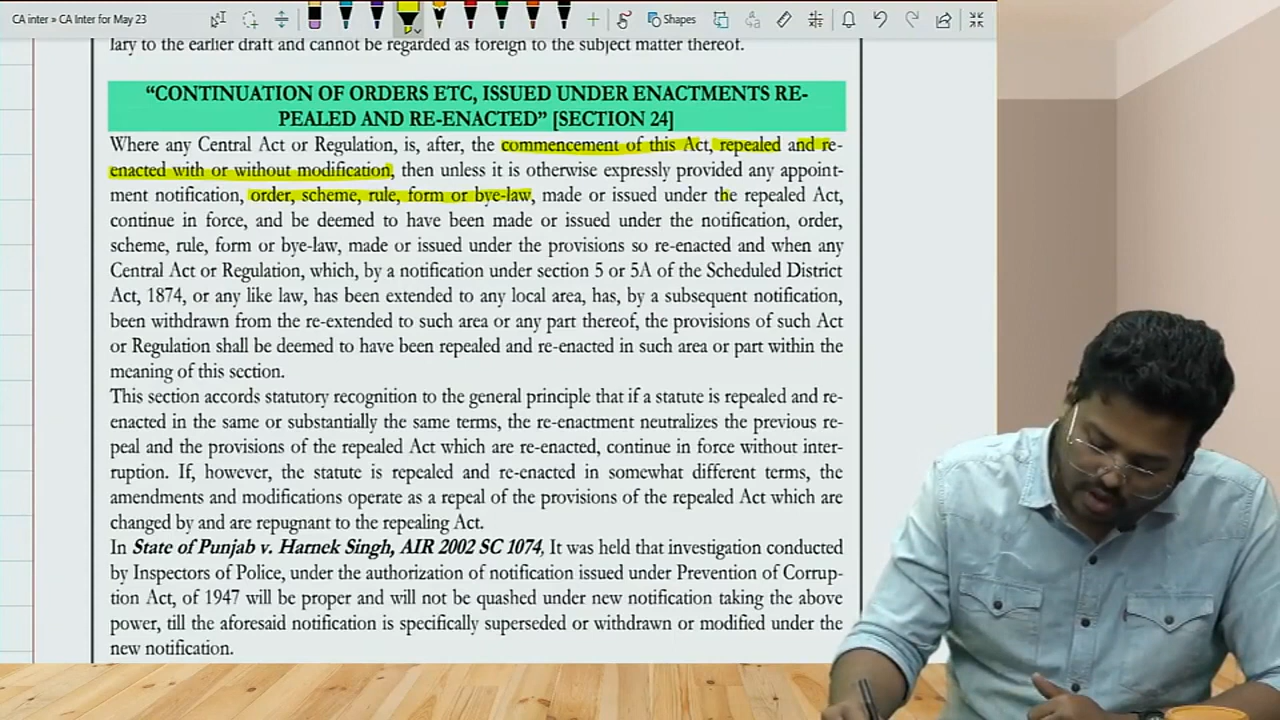 CA inter » CA Inter for May 23
Shapes
lary to the earlier draft and cannot be regarded as foreign to the subject matter thereof.
“CONTINUATION OF ORDERS ETC, ISSUED UNDER ENACTMENTS RE-
PEALED AND RE-ENACTED” [SECTION 24]
Where any Central Act or Regulation, is, after, the commencement of this Act, repealed and re-
enacted with or without modification, then unless it is otherwise expressly provided any appoint-
ment notification, order, scheme, rule, form or bye-law, made or issued under the repealed Act,
continue in force, and be deemed to have been made or issued under the notification, order,
scheme, rule, form or bye-law, made or issued under the provisions so re-enacted and when any
Central Act or Regulation, which, by a notification under section 5 or 5A of the Scheduled District
Act, 1874, or any like law, has been extended to any local area, has, by a subsequent notification,
been withdrawn from the re-extended to such area or any part thereof, the provisions of such Act
or Regulation shall be deemed to have been repealed and re-enacted in such area or part within the
meaning of this section.
This section accords statutory recognition to the general principle that if a statute is repealed and re-
enacted in the same or substantially the same terms, the re-enactment neutralizes the previous re-
peal and the provisions of the repealed Act which are re-enacted, continue in force without inter-
ruption. If, however, the statute is repealed and re-enacted in somewhat different terms, the
amendments and modifications operate as a repeal of the provisions of the repealed Act which are
changed by and are repugnant to the repealing Act.
In State of Punjab v. Harnek Singh, AIR 2002 SC 1074, It was held that investigation conducted
by Inspectors of Police, under the authorization of notification issued under Prevention of Corrup-
tion Act, of 1947 will be proper and will not be quashed under new notification taking the above
power, till the aforesaid notification is specifically superseded or withdrawn or modified under the
new notification.